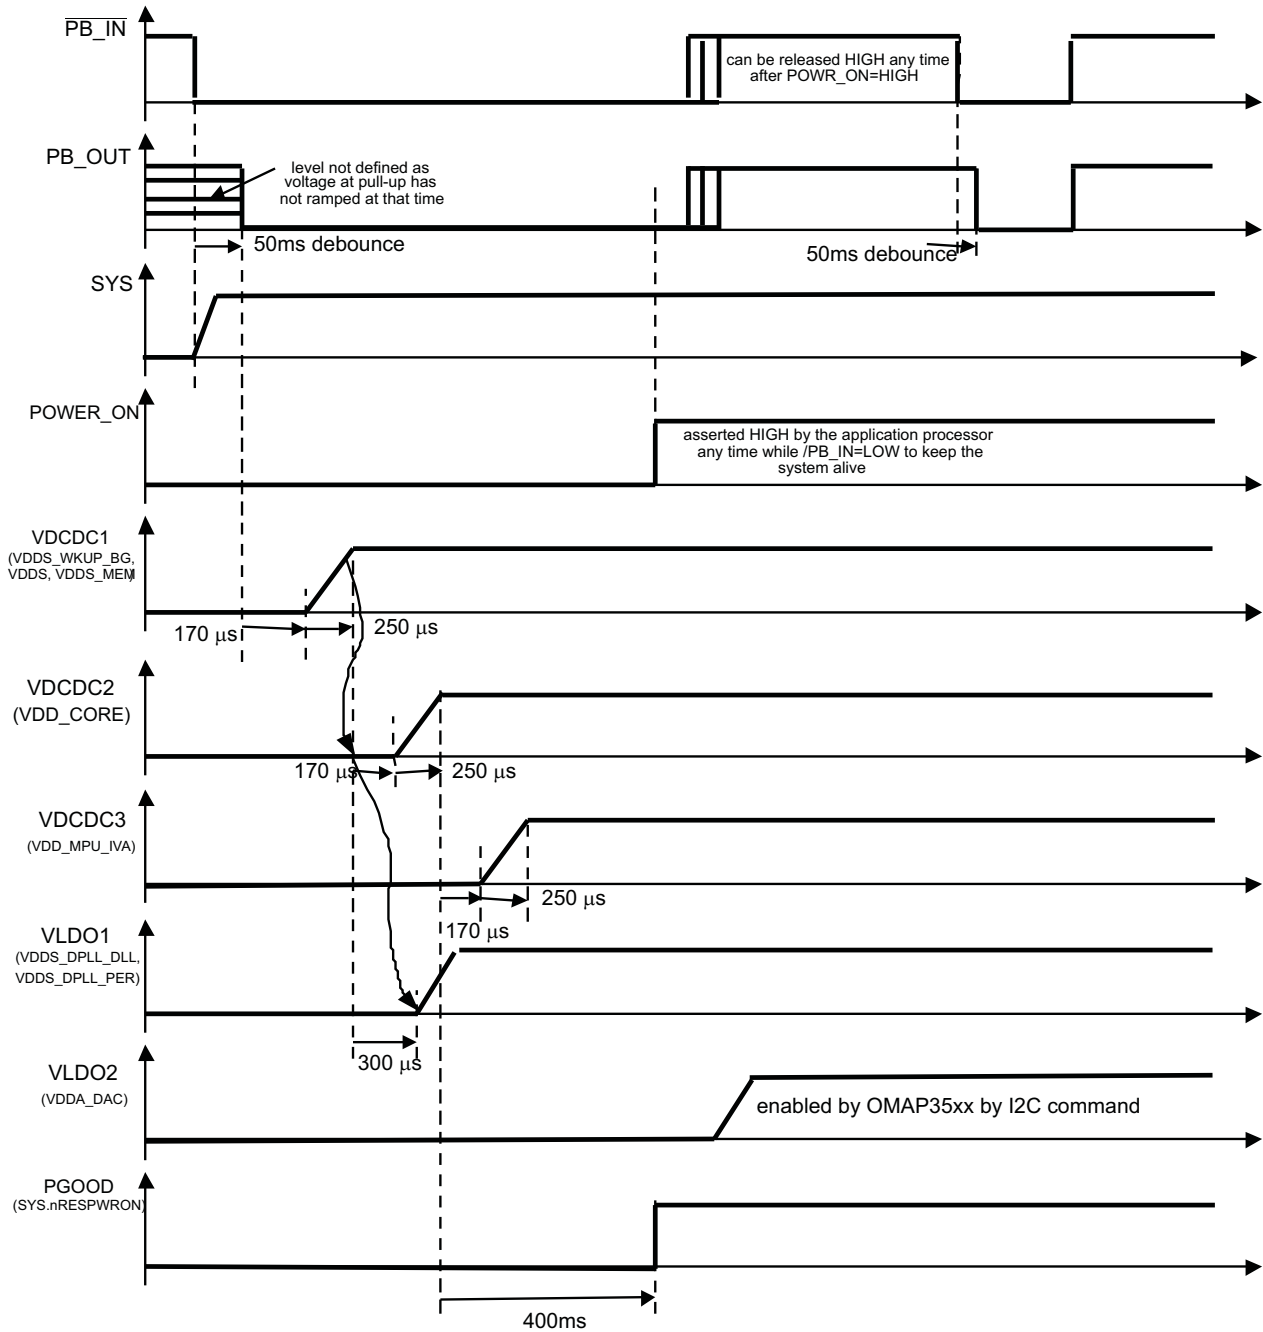 PB_IN
can be released HIGH any time
after POWR_ON=HIGH
PB_OUT
level not defined as
voltage at pull-up has
not ramped at that time
50ms debounce
50ms debounce
SYS
POWER_ON
asserted HIGH by the application processor
any time while /PB_IN=LOW to keep the
system alive
VDCDC1
(VDDS_WKUP_BG,
VDDS, VDDS_MEM)
170 µs
250 µs
VDCDC2
(VDD_CORE)
170 µs
250 µs
VDCDC3
(VDD_MPU_IVA)
250 µs
170 µs
VLDO1
(VDDS_DPLL_DLL,
VDDS_DPLL_PER)
300 µs
VLDO2
(VDDA_DAC)
enabled by OMAP35xx by I2C command
PGOOD
(SYS.nRESPWRON)
400ms